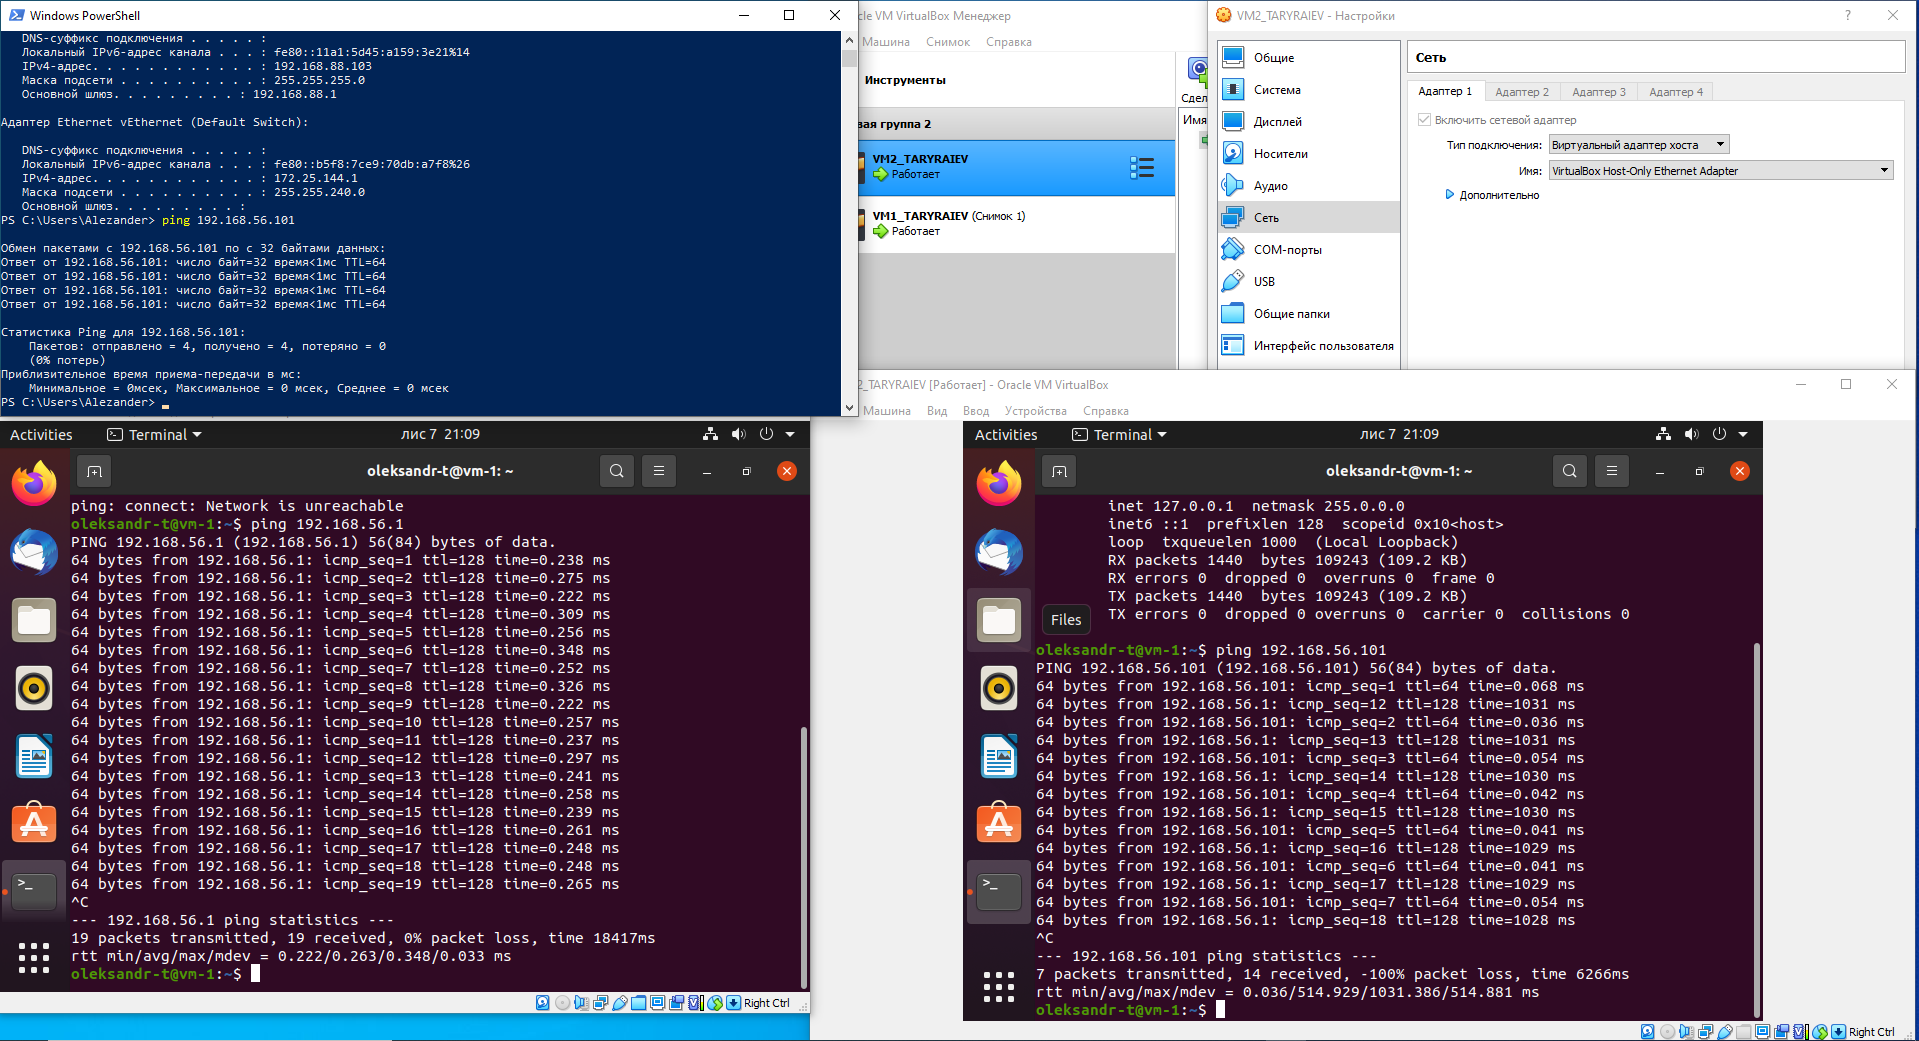 Windows PowerShell
DNS-суффикс подключения . . . . . :
Локальный IPv6-адрес канала . . . : fe80::11a1:5d45:a159:3e21%14
IPv4-адрес. . . . . . . . . . . . : 192.168.88.103
Маска подсети . . . . . . . . . . : 255.255.255.0
Основной шлюз. . . . . . . . . : 192.168.88.1
Адаптер Ethernet vEthernet (Default Switch):
DNS-суффикс подключения . . . . . :
Локальный IPv6-адрес канала . . . : fe80::b5f8:7ce9:70db:a7f8%26
IPv4-адрес. . . . . . . . . . . . : 172.25.144.1
Маска подсети . . . . . . . . . . : 255.255.240.0
Основной шлюз. . . . . . . . . :
PS C:\Users\Alezander> ping 192.168.56.101
Обмен пакетами с 192.168.56.101 по с 32 байтами данных:
Ответ от 192.168.56.101: число байт=32 время<1мс TTL=64
Ответ от 192.168.56.101: число байт=32 время<1мс TTL=64
Ответ от 192.168.56.101: число байт=32 время<1мс TTL=64
Ответ от 192.168.56.101: число байт=32 время<1мс TTL=64
Статистика Ping для 192.168.56.101:
Пакетов: отправлено = 4, получено = 4, потеряно = 0
(0% потерь)
Приблизительное время приема-передачи в мс:
Минимальное = 0мсек, Максимальное = 0 мсек, Среднее = 0 мсек
PS C:\Users\Alezander>
cle VM VirtualBox Менеджер
Машина Снимок Справка
Инструменты
вая группа 2
VM2_TARYRAIEV
Работает
VM1_TARYRAIEV (Снимок 1)
Работает
Сдел
Имя
VM2_TARYRAIEV - Настройки
?
Общие
Система
Дисплей
Носители
Аудио
Сеть
COM-порты
USB
Общие папки
Интерфейс пользователя
Сеть
Адаптер 1 Адаптер 2 Адаптер 3 Адаптер 4
Включить сетевой адаптер
Тип подключения: Виртуальный адаптер хоста
Имя: VirtualBox Host-Only Ethernet Adapter
Дополнительно
2_TARYRAIEV [Работает] - Oracle VM VirtualBox
Машина Вид Ввод Устройства Справка
Activities Terminal лис 7 21:09
oleksandr-t@vm-1: ~
ping: connect: Network is unreachable
oleksandr-t@vm-1:~$ ping 192.168.56.1
PING 192.168.56.1 (192.168.56.1) 56(84) bytes of data.
64 bytes from 192.168.56.1: icmp_seq=1 ttl=128 time=0.238 ms
64 bytes from 192.168.56.1: icmp_seq=2 ttl=128 time=0.275 ms
64 bytes from 192.168.56.1: icmp_seq=3 ttl=128 time=0.222 ms
64 bytes from 192.168.56.1: icmp_seq=4 ttl=128 time=0.309 ms
64 bytes from 192.168.56.1: icmp_seq=5 ttl=128 time=0.256 ms
64 bytes from 192.168.56.1: icmp_seq=6 ttl=128 time=0.348 ms
64 bytes from 192.168.56.1: icmp_seq=7 ttl=128 time=0.252 ms
64 bytes from 192.168.56.1: icmp_seq=8 ttl=128 time=0.326 ms
64 bytes from 192.168.56.1: icmp_seq=9 ttl=128 time=0.222 ms
64 bytes from 192.168.56.1: icmp_seq=10 ttl=128 time=0.257 ms
64 bytes from 192.168.56.1: icmp_seq=11 ttl=128 time=0.237 ms
64 bytes from 192.168.56.1: icmp_seq=12 ttl=128 time=0.297 ms
64 bytes from 192.168.56.1: icmp_seq=13 ttl=128 time=0.241 ms
64 bytes from 192.168.56.1: icmp_seq=14 ttl=128 time=0.258 ms
64 bytes from 192.168.56.1: icmp_seq=15 ttl=128 time=0.239 ms
64 bytes from 192.168.56.1: icmp_seq=16 ttl=128 time=0.261 ms
64 bytes from 192.168.56.1: icmp_seq=17 ttl=128 time=0.248 ms
64 bytes from 192.168.56.1: icmp_seq=18 ttl=128 time=0.248 ms
64 bytes from 192.168.56.1: icmp_seq=19 ttl=128 time=0.265 ms
^C
--- 192.168.56.1 ping statistics ---
19 packets transmitted, 19 received, 0% packet loss, time 18417ms
rtt min/avg/max/mdev = 0.222/0.263/0.348/0.033 ms
oleksandr-t@vm-1:~$
Right Ctrl
Activities Terminal лис 7 21:09
oleksandr-t@vm-1: ~
inet 127.0.0.1 netmask 255.0.0.0
inet6 ::1 prefixlen 128 scopeid 0x10<host>
loop txqueuelen 1000 (Local Loopback)
RX packets 1440 bytes 109243 (109.2 KB)
RX errors 0 dropped 0 overruns 0 frame 0
TX packets 1440 bytes 109243 (109.2 KB)
TX errors 0 dropped 0 overruns 0 carrier 0 collisions 0
Files
oleksandr-t@vm-1:~$ ping 192.168.56.101
PING 192.168.56.101 (192.168.56.101) 56(84) bytes of data.
64 bytes from 192.168.56.101: icmp_seq=1 ttl=64 time=0.068 ms
64 bytes from 192.168.56.1: icmp_seq=12 ttl=128 time=1031 ms
64 bytes from 192.168.56.101: icmp_seq=2 ttl=64 time=0.036 ms
64 bytes from 192.168.56.1: icmp_seq=13 ttl=128 time=1031 ms
64 bytes from 192.168.56.101: icmp_seq=3 ttl=64 time=0.054 ms
64 bytes from 192.168.56.1: icmp_seq=14 ttl=128 time=1030 ms
64 bytes from 192.168.56.101: icmp_seq=4 ttl=64 time=0.042 ms
64 bytes from 192.168.56.1: icmp_seq=15 ttl=128 time=1030 ms
64 bytes from 192.168.56.101: icmp_seq=5 ttl=64 time=0.041 ms
64 bytes from 192.168.56.1: icmp_seq=16 ttl=128 time=1029 ms
64 bytes from 192.168.56.101: icmp_seq=6 ttl=64 time=0.041 ms
64 bytes from 192.168.56.1: icmp_seq=17 ttl=128 time=1029 ms
64 bytes from 192.168.56.101: icmp_seq=7 ttl=64 time=0.054 ms
64 bytes from 192.168.56.1: icmp_seq=18 ttl=128 time=1028 ms
^C
--- 192.168.56.101 ping statistics ---
7 packets transmitted, 14 received, -100% packet loss, time 6266ms
rtt min/avg/max/mdev = 0.036/514.929/1031.386/514.881 ms
oleksandr-t@vm-1:~$
Right Ctrl